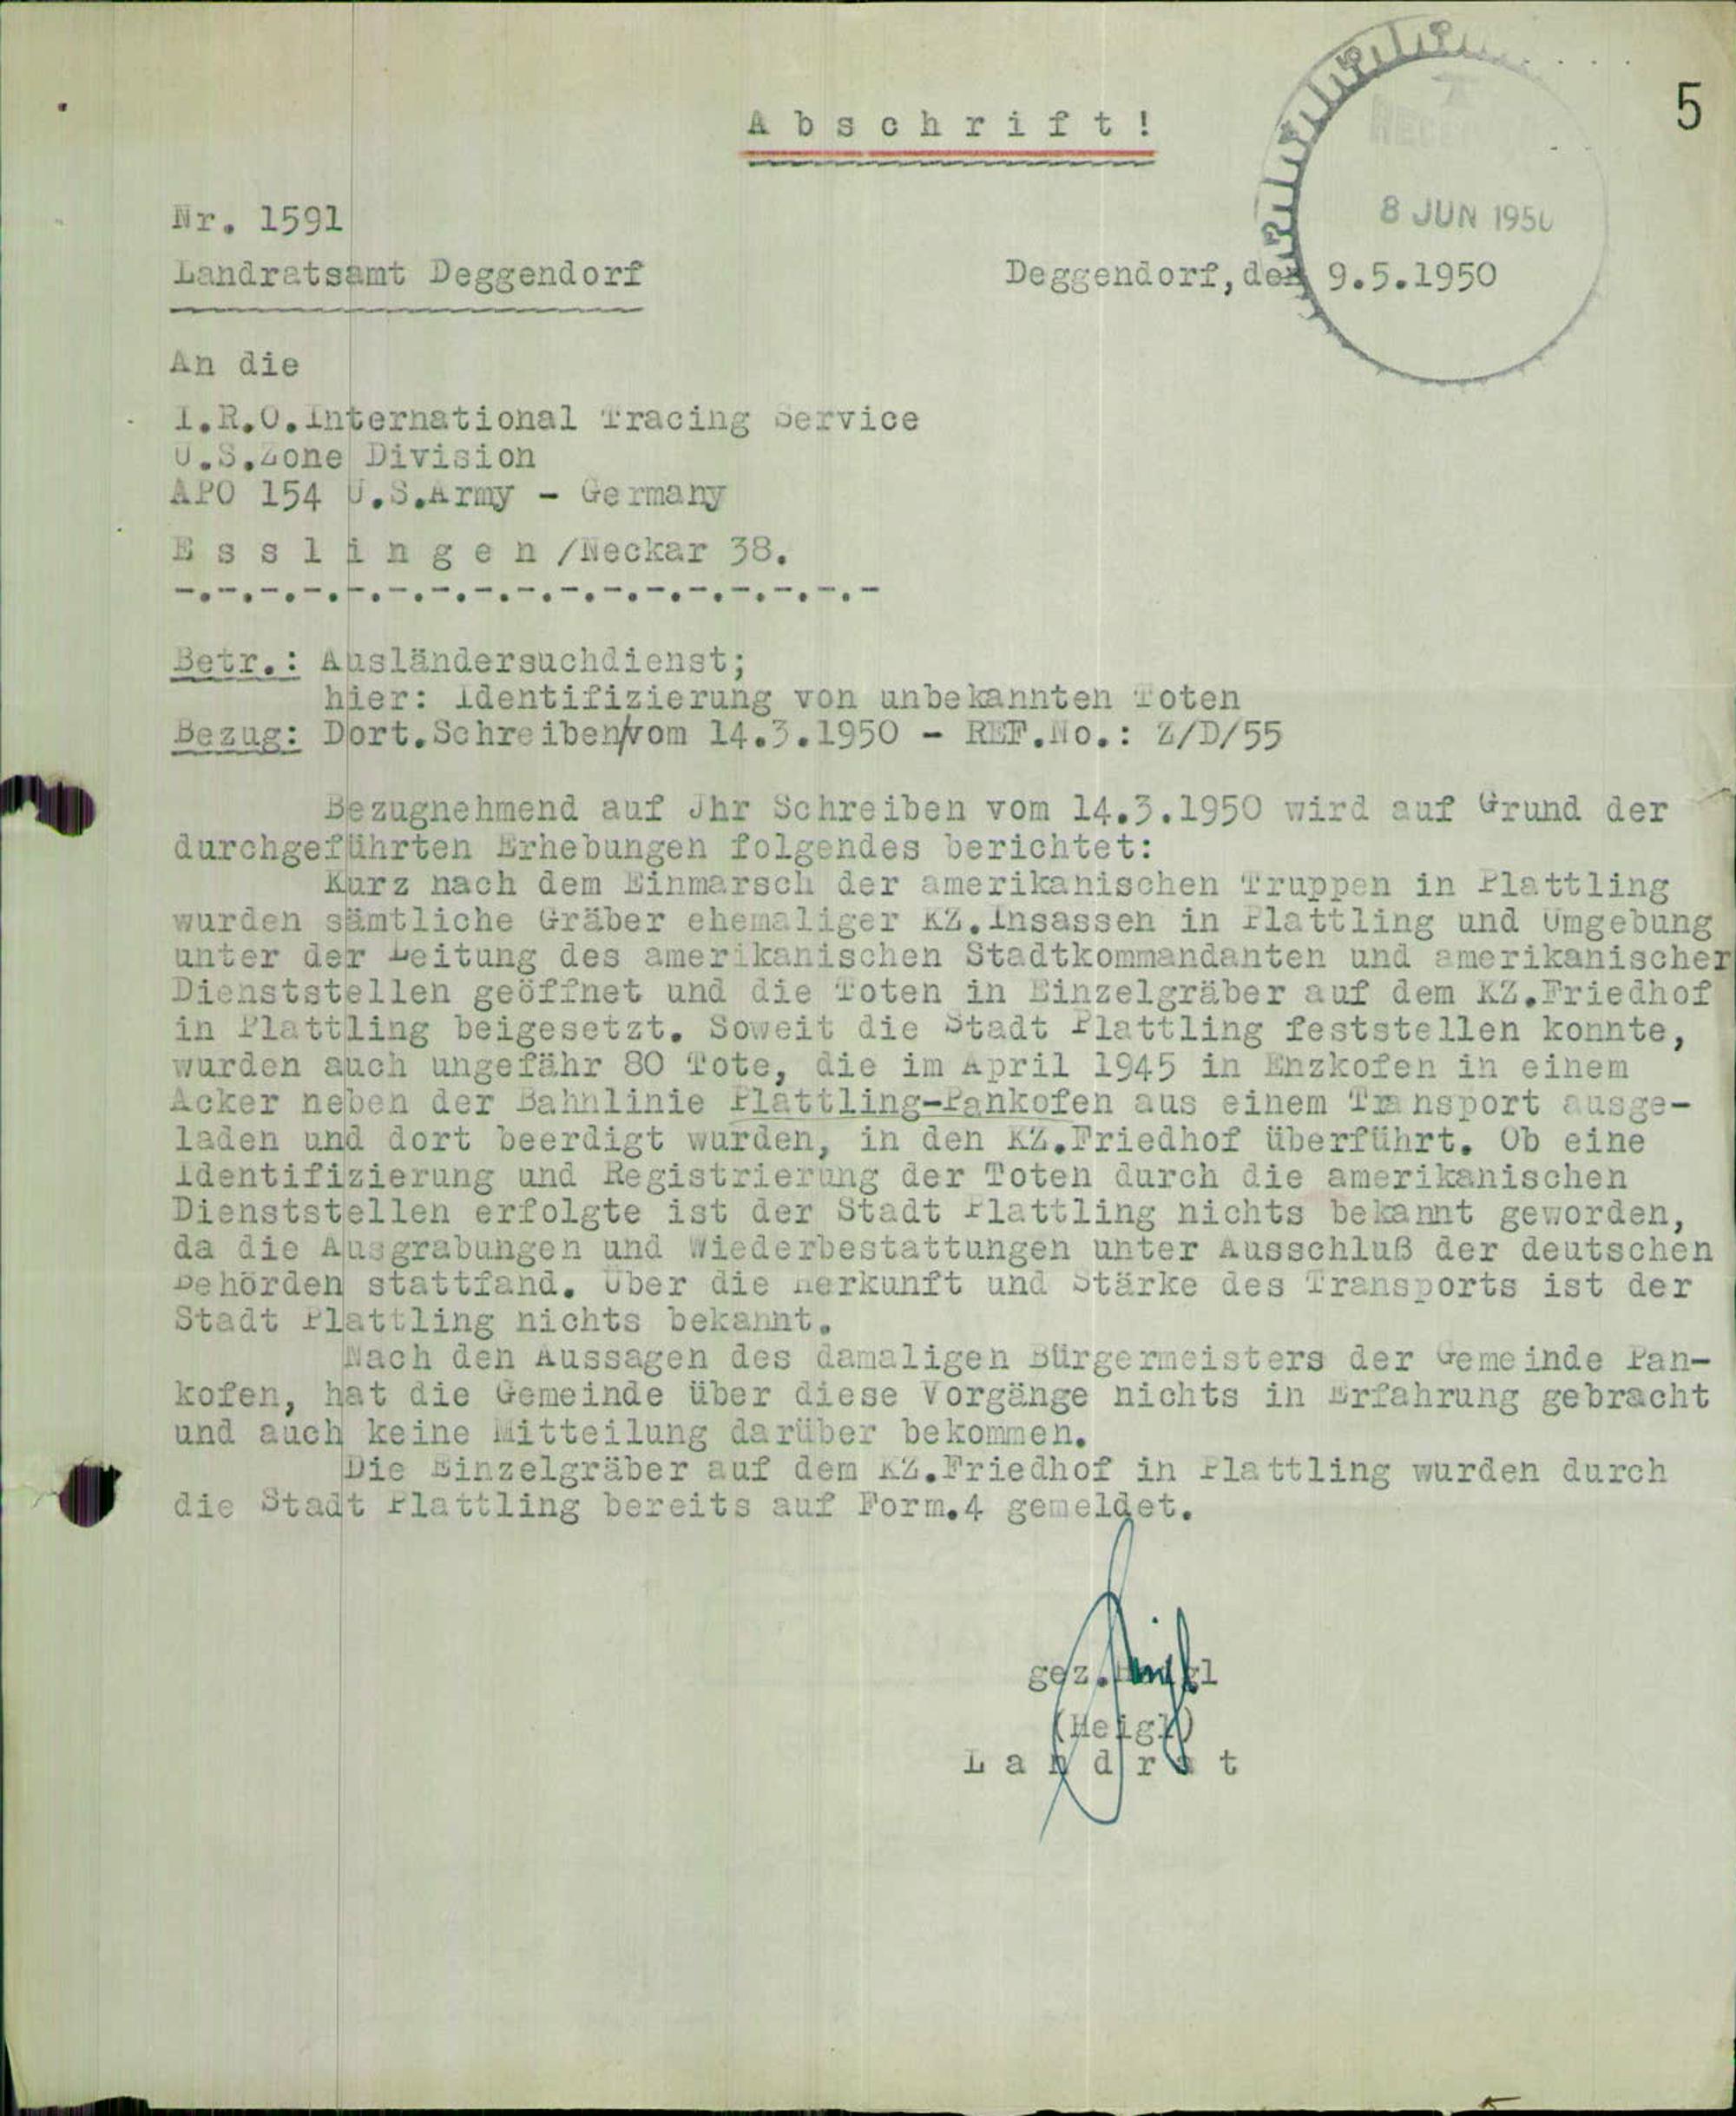 5
A b s c h r i f t !
8 JUN 1950
Nr. 1591
Landratsamt Deggendorf
Deggendorf, den 9.5.1950
An die
I.R.O.International Tracing Service
U.S.Zone Division
APO 154 U.S.Army - Germany
E s s l i n g e n /Neckar 38.
-.-.-.-.-.-.-.-.-.-.-.-.-.-.-.-.-
Betr.: Ausländersuchdienst;
hier: Identifizierung von unbekannten Toten
Bezug: Dort.Schreiben/vom 14.3.1950 - REF.No.: Z/D/55
Bezugnehmend auf Jhr Schreiben vom 14.3.1950 wird auf Grund der
durchgeführten Erhebungen folgendes berichtet:
Kurz nach dem Einmarsch der amerikanischen Truppen in Plattling
wurden sämtliche Gräber ehemaliger KZ.Insassen in Plattling und Umgebung
unter der Leitung des amerikanischen Stadtkommandanten und amerikanischer
Dienststellen geöffnet und die Toten in Einzelgräber auf dem KZ.Friedhof
in Plattling beigesetzt. Soweit die Stadt Plattling feststellen konnte,
wurden auch ungefähr 80 Tote, die im April 1945 in Enzkofen in einem
Acker neben der Bahnlinie Plattling-Pankofen aus einem Transport ausge-
laden und dort beerdigt wurden, in den KZ.Friedhof überführt. Ob eine
Identifizierung und Registrierung der Toten durch die amerikanischen
Dienststellen erfolgte ist der Stadt Plattling nichts bekannt geworden,
da die Ausgrabungen und Wiederbestattungen unter Ausschluß der deutschen
Behörden stattfand. Über die Herkunft und Stärke des Transports ist der
Stadt Plattling nichts bekannt.
Nach den Aussagen des damaligen Bürgermeisters der Gemeinde Pan-
kofen, hat die Gemeinde über diese Vorgänge nichts in Erfahrung gebracht
und auch keine Mitteilung darüber bekommen.
Die Einzelgräber auf dem KZ.Friedhof in Plattling wurden durch
die Stadt Plattling bereits auf Form.4 gemeldet.
gez.Heigl
(Heigl)
L a n d r a t